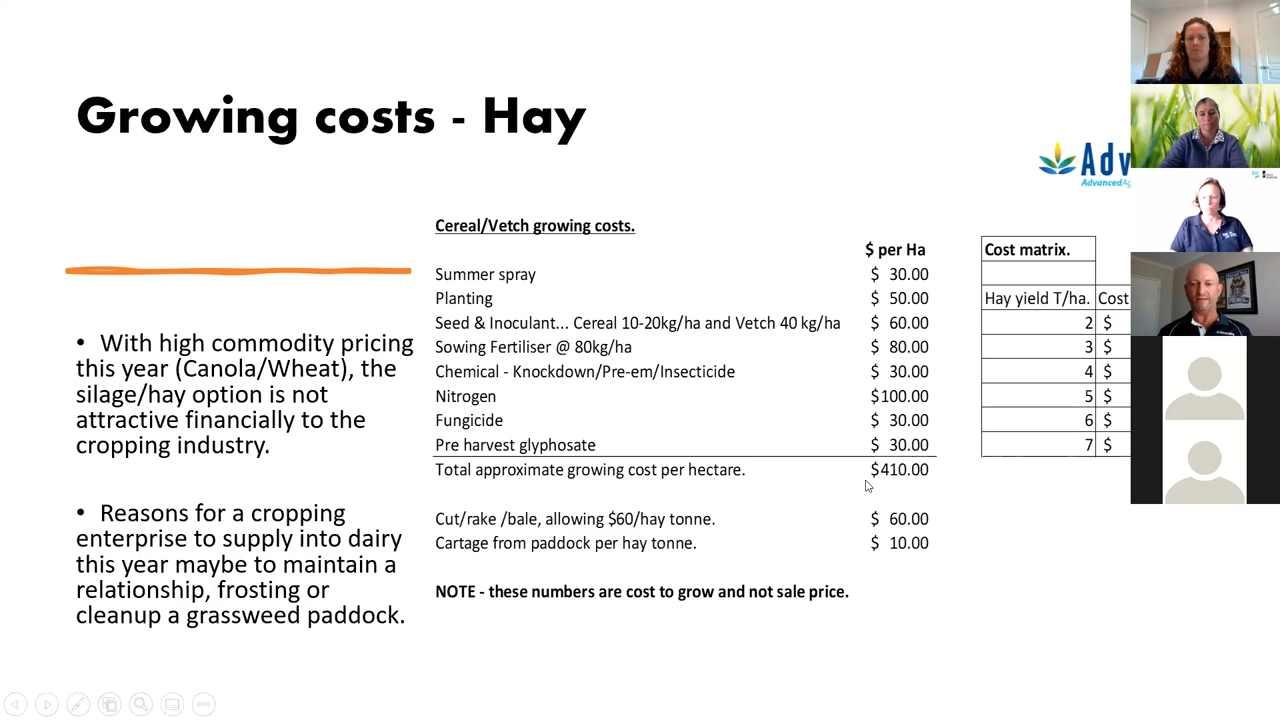 Growing costs - Hay
Adv
AdvancedAg
Cereal/Vetch growing costs.
$ per Ha
Summer spray $ 30.00
Planting $ 50.00
Seed & Inoculant... Cereal 10-20kg/ha and Vetch 40 kg/ha $ 60.00
Sowing Fertiliser @ 80kg/ha $ 80.00
Chemical - Knockdown/Pre-em/Insecticide $ 30.00
Nitrogen $100.00
Fungicide $ 30.00
Pre harvest glyphosate $ 30.00
Total approximate growing cost per hectare. $410.00
Cut/rake /bale, allowing $60/hay tonne. $ 60.00
Cartage from paddock per hay tonne. $ 10.00
NOTE - these numbers are cost to grow and not sale price.
Cost matrix.
Hay yield T/ha. Cost
2 $
3 $
4 $
5 $
6 $
7 $
• With high commodity pricing
this year (Canola/Wheat), the
silage/hay option is not
attractive financially to the
cropping industry.
• Reasons for a cropping
enterprise to supply into dairy
this year maybe to maintain a
relationship, frosting or
cleanup a grassweed paddock.